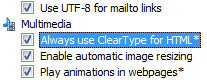 Use UTF-8 for mailto links
Multimedia
Always use ClearType for HTML*
Enable automatic image resizing
Play animations in webpages*